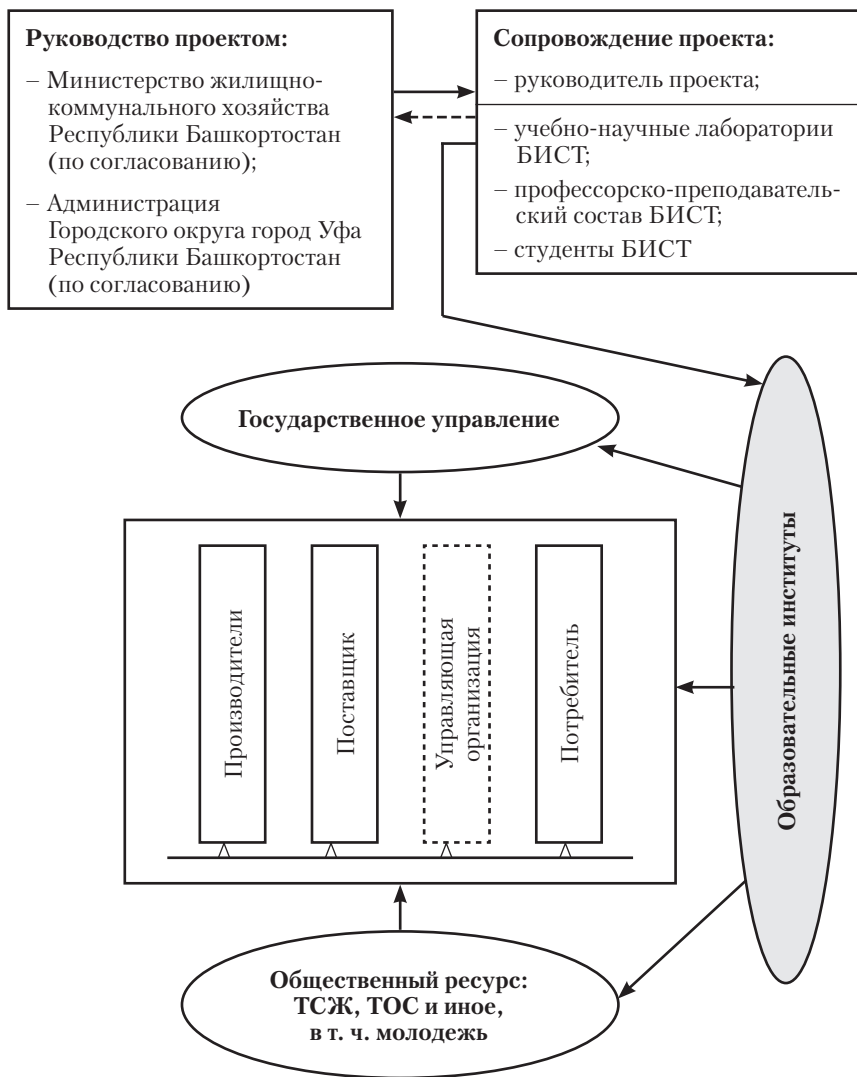 Руководство проектом:
– Министерство жилищно-
коммунального хозяйства
Республики Башкортостан
(по согласованию);
– Администрация
Городского округа город Уфа
Республики Башкортостан
(по согласованию)
Сопровождение проекта:
– руководитель проекта;
– учебно-научные лаборатории
БИСТ;
– профессорско-преподаватель-
ский состав БИСТ;
– студенты БИСТ
Государственное управление
Производители
Поставщик
Управляющая
организация
Потребитель
Образовательные институты
Общественный ресурс:
ТСЖ, ТОС и иное,
в т. ч. молодежь